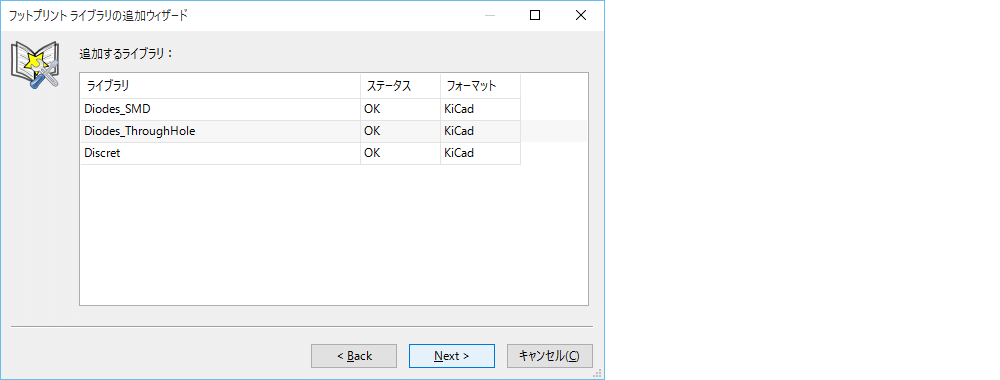 フットプリント ライブラリの追加ウィザード
追加するライブラリ：
ライブラリ ステータス フォーマット
Diodes_SMD OK KiCad
Diodes_ThroughHole OK KiCad
Discret OK KiCad
< Back Next > キャンセル(C)